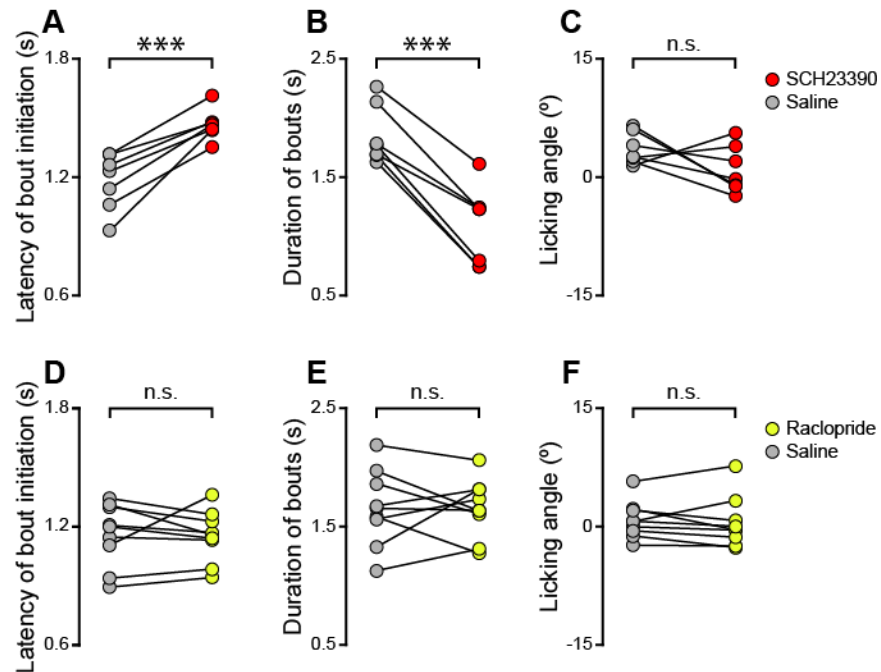 A
Latency of bout initiation (s)
1.8
1.2
0.6
***
B
Duration of bouts (s)
2.5
1.5
0.5
***
C
Licking angle (º)
15
0
-15
n.s.
SCH23390
Saline
D
Latency of bout initiation (s)
1.8
1.2
0.6
n.s.
E
Duration of bouts (s)
2.5
1.5
0.5
n.s.
F
Licking angle (º)
15
0
-15
n.s.
Raclopride
Saline